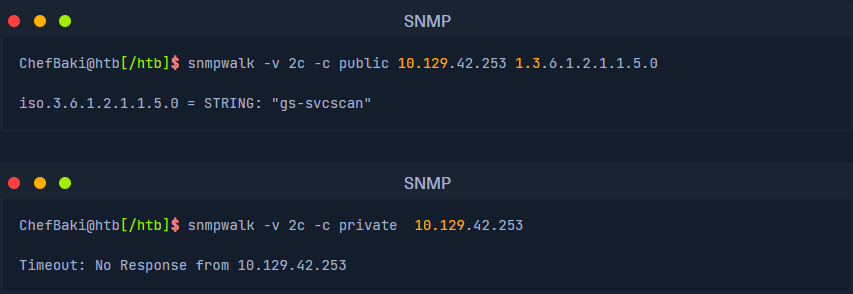 SNMP
ChefBaki@htb[/htb]$ snmpwalk -v 2c -c public 10.129.42.253 1.3.6.1.2.1.1.5.0
iso.3.6.1.2.1.1.5.0 = STRING: "gs-svcscan"
SNMP
ChefBaki@htb[/htb]$ snmpwalk -v 2c -c private  10.129.42.253
Timeout: No Response from 10.129.42.253